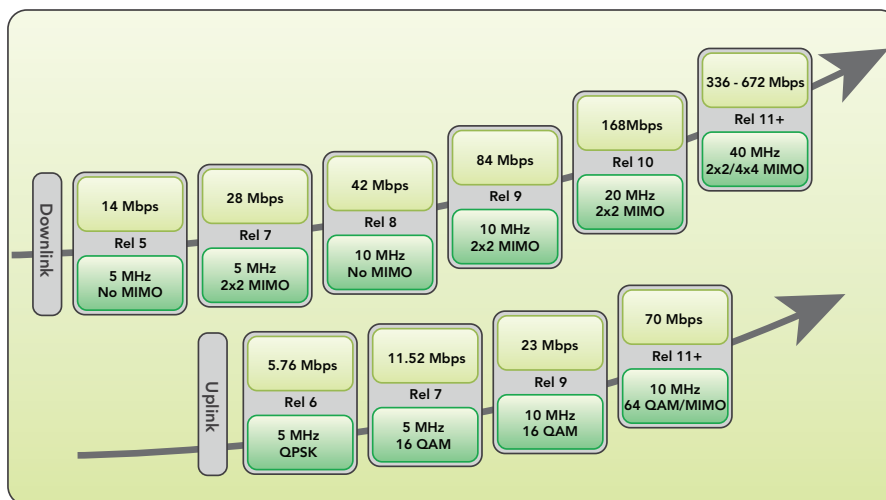 Downlink
14 Mbps
Rel 5
5 MHz
No MIMO
28 Mbps
Rel 7
5 MHz
2x2 MIMO
42 Mbps
Rel 8
10 MHz
No MIMO
84 Mbps
Rel 9
10 MHz
2x2 MIMO
168Mbps
Rel 10
20 MHz
2x2 MIMO
336 - 672 Mbps
Rel 11+
40 MHz
2x2/4x4 MIMO
Uplink
5.76 Mbps
Rel 6
5 MHz
QPSK
11.52 Mbps
Rel 7
5 MHz
16 QAM
23 Mbps
Rel 9
10 MHz
16 QAM
70 Mbps
Rel 11+
10 MHz
64 QAM/MIMO